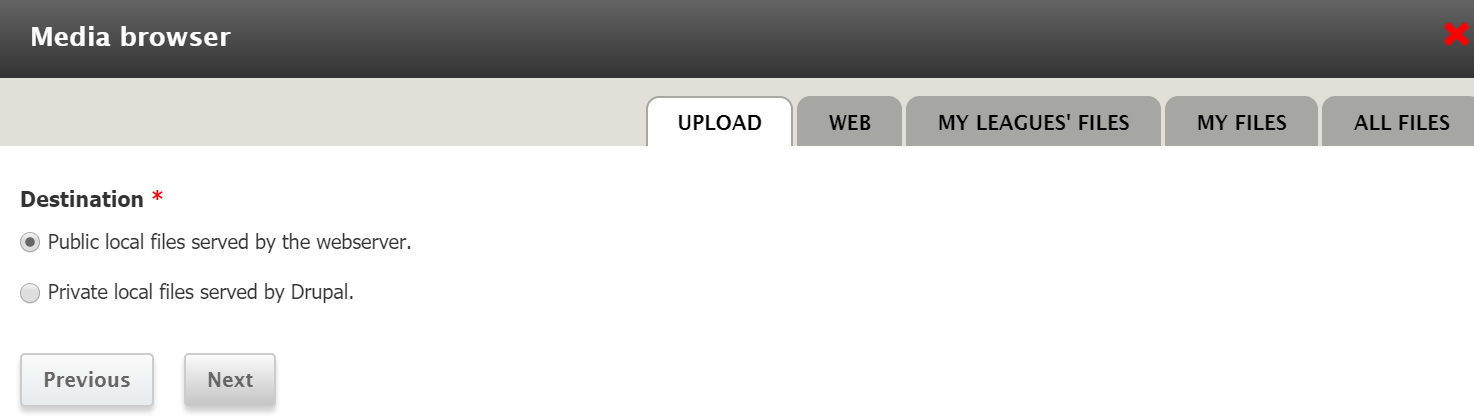 Media browser
UPLOAD WEB MY LEAGUES' FILES MY FILES ALL FILES
Destination *
Public local files served by the webserver.
Private local files served by Drupal.
Previous Next